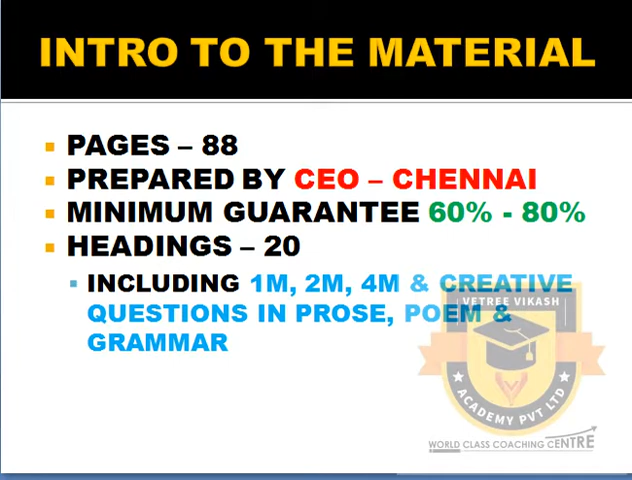 INTRO TO THE MATERIAL
PAGES – 88
PREPARED BY CEO – CHENNAI
MINIMUM GUARANTEE 60% - 80%
HEADINGS – 20
INCLUDING 1M, 2M, 4M & CREATIVE
QUESTIONS IN PROSE, POEM &
GRAMMAR
VETREE VIKASH
ACADEMY PVT LTD
WORLD CLASS COACHING CENTRE